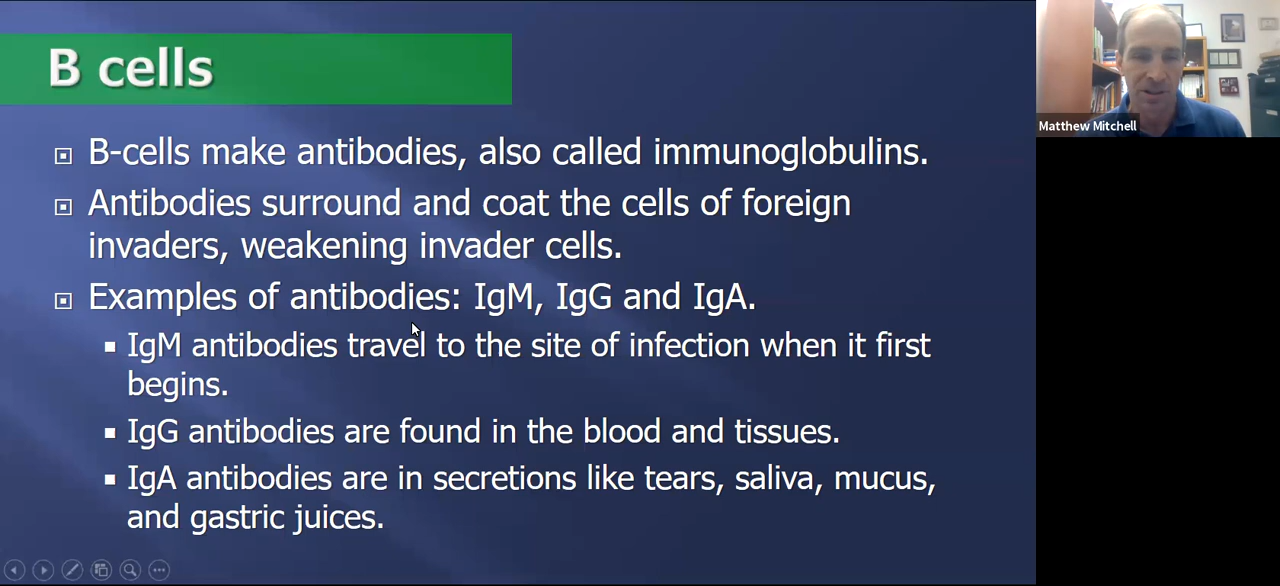 B cells
B-cells make antibodies, also called immunoglobulins.
Antibodies surround and coat the cells of foreign
invaders, weakening invader cells.
Examples of antibodies: IgM, IgG and IgA.
IgM antibodies travel to the site of infection when it first
begins.
IgG antibodies are found in the blood and tissues.
IgA antibodies are in secretions like tears, saliva, mucus,
and gastric juices.
Matthew Mitchell